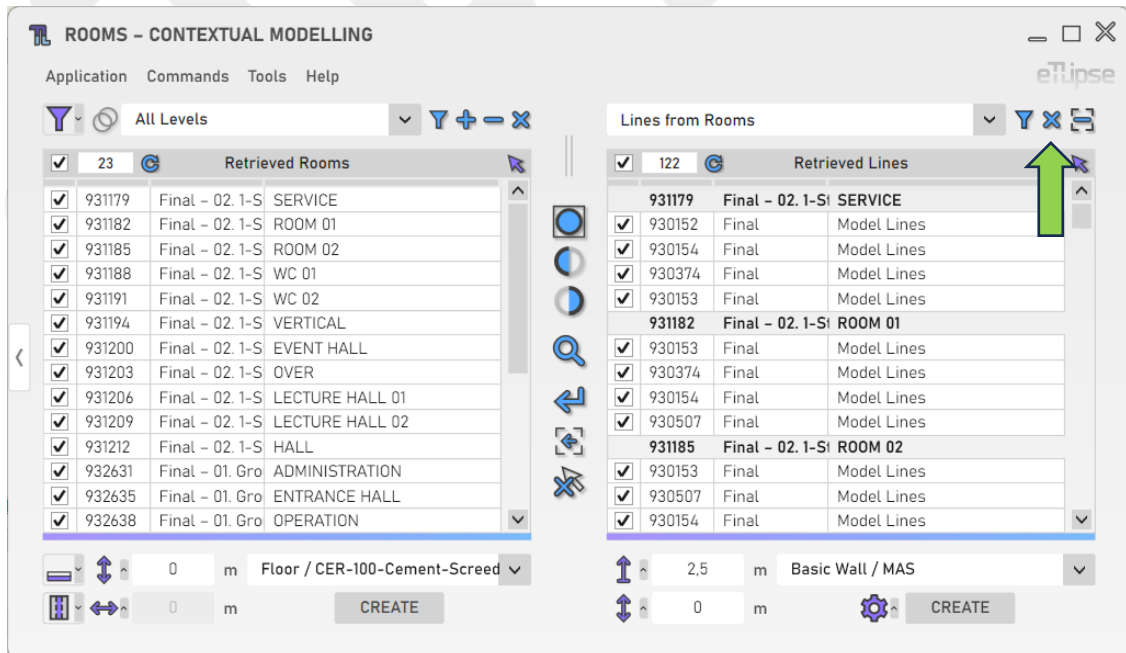 ROOMS – CONTEXTUAL MODELLING
Application Commands Tools Help
eTLipse
All Levels
Lines from Rooms
23 Retrieved Rooms
122 Retrieved Lines
931179 Final – 02. 1-S SERVICE
931182 Final – 02. 1-S ROOM 01
931185 Final – 02. 1-S ROOM 02
931188 Final – 02. 1-S WC 01
931191 Final – 02. 1-S WC 02
931194 Final – 02. 1-S VERTICAL
931200 Final – 02. 1-S EVENT HALL
931203 Final – 02. 1-S OVER
931206 Final – 02. 1-S LECTURE HALL 01
931209 Final – 02. 1-S LECTURE HALL 02
931212 Final – 02. 1-S HALL
932631 Final – 01. Gro ADMINISTRATION
932635 Final – 01. Gro ENTRANCE HALL
932638 Final – 01. Gro OPERATION
931179 Final – 02. 1-St SERVICE
930152 Final Model Lines
930154 Final Model Lines
930374 Final Model Lines
930153 Final Model Lines
931182 Final – 02. 1-St ROOM 01
930153 Final Model Lines
930374 Final Model Lines
930154 Final Model Lines
930507 Final Model Lines
931185 Final – 02. 1-St ROOM 02
930153 Final Model Lines
930507 Final Model Lines
930154 Final Model Lines
0 m Floor / CER-100-Cement-Screed
0 m CREATE
2,5 m Basic Wall / MAS
0 m CREATE